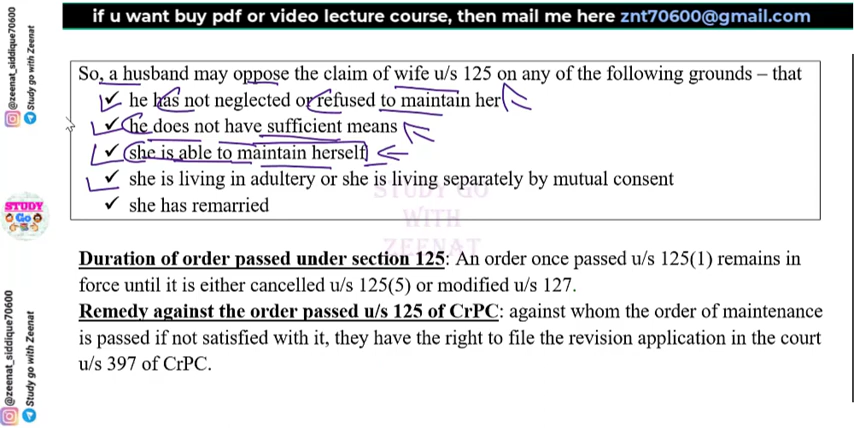 if u want buy pdf or video lecture course, then mail me here znt70600@gmail.com
@zeenat_siddique70600
Study go with Zeenat
So, a husband may oppose the claim of wife u/s 125 on any of the following grounds – that
✓ he has not neglected or refused to maintain her
✓ he does not have sufficient means
✓ she is able to maintain herself
✓ she is living in adultery or she is living separately by mutual consent
✓ she has remarried
STUDY
Go
STUDY GO
WITH
ZEENAT
Duration of order passed under section 125: An order once passed u/s 125(1) remains in
force until it is either cancelled u/s 125(5) or modified u/s 127.
Remedy against the order passed u/s 125 of CrPC: against whom the order of maintenance
is passed if not satisfied with it, they have the right to file the revision application in the court
u/s 397 of CrPC.
@zeenat_siddique70600
Study go with Zeenat